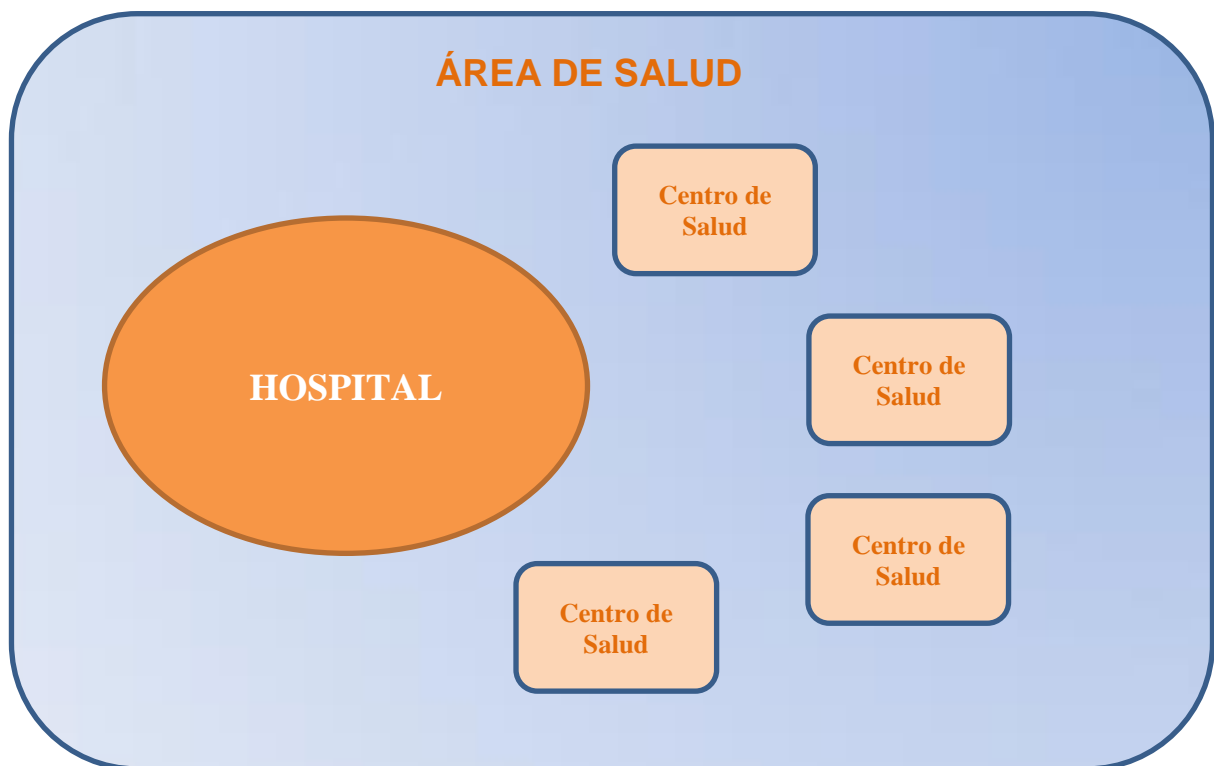 ÁREA DE SALUD
Centro de
Salud
HOSPITAL
Centro de
Salud
Centro de
Salud
Centro de
Salud